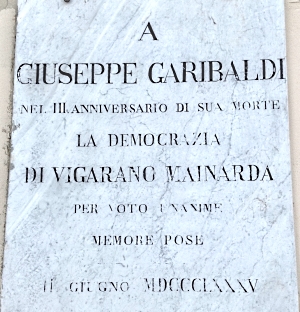 A
GIUSEPPE GARIBALDI
NEL III ANNIVERSARIO DI SUA MORTE
LA DEMOCRAZIA
DI VIGARANO MAINARDA
PER VOTO UNANIME
MEMORE POSE
II GIUGNO MDCCCLXXXV